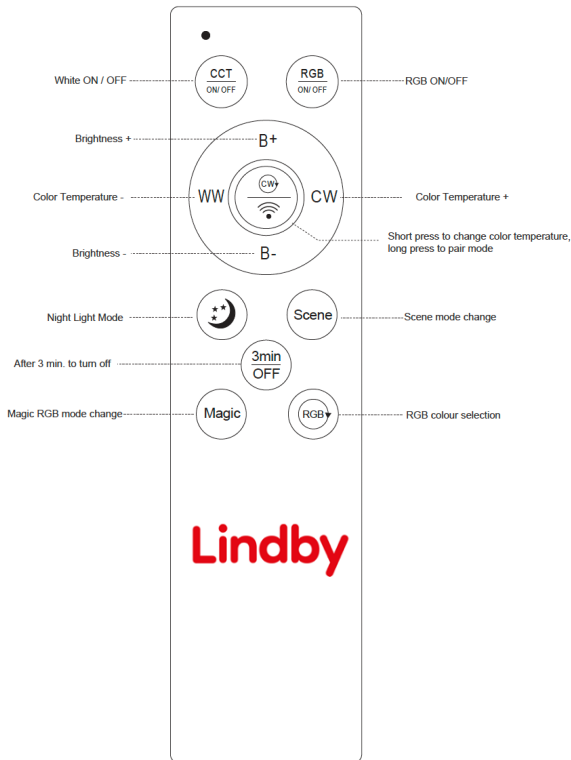 CCT
ON/ OFF
RGB
ON/ OFF
White ON / OFF
RGB ON/OFF
Brightness +
B+
CW
WW
CW
Color Temperature -
Color Temperature +
Short press to change color temperature,
long press to pair mode
Brightness -
B-
Night Light Mode
Scene
Scene mode change
After 3 min. to turn off
3min
OFF
Magic RGB mode change
Magic
RGB
RGB colour selection
Lindby